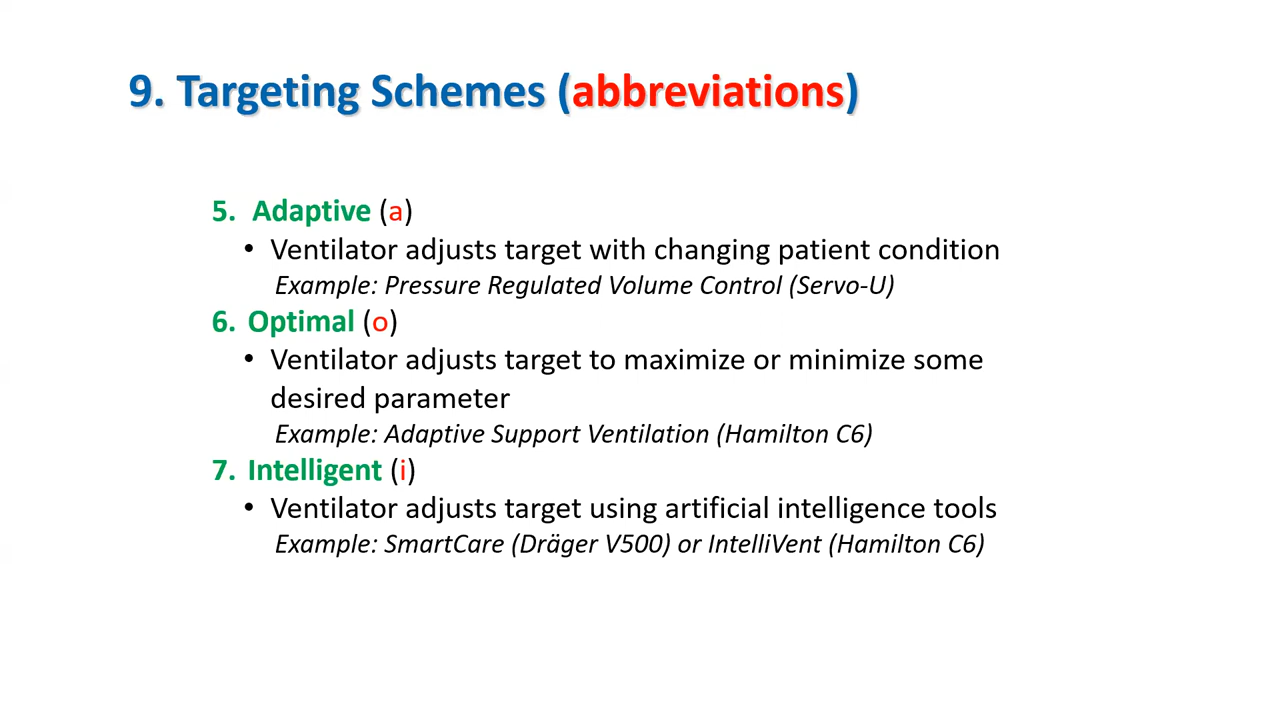 9. Targeting Schemes (abbreviations)
5. Adaptive (a)
• Ventilator adjusts target with changing patient condition
Example: Pressure Regulated Volume Control (Servo-U)
6. Optimal (o)
• Ventilator adjusts target to maximize or minimize some
desired parameter
Example: Adaptive Support Ventilation (Hamilton C6)
7. Intelligent (i)
• Ventilator adjusts target using artificial intelligence tools
Example: SmartCare (Dräger V500) or IntelliVent (Hamilton C6)